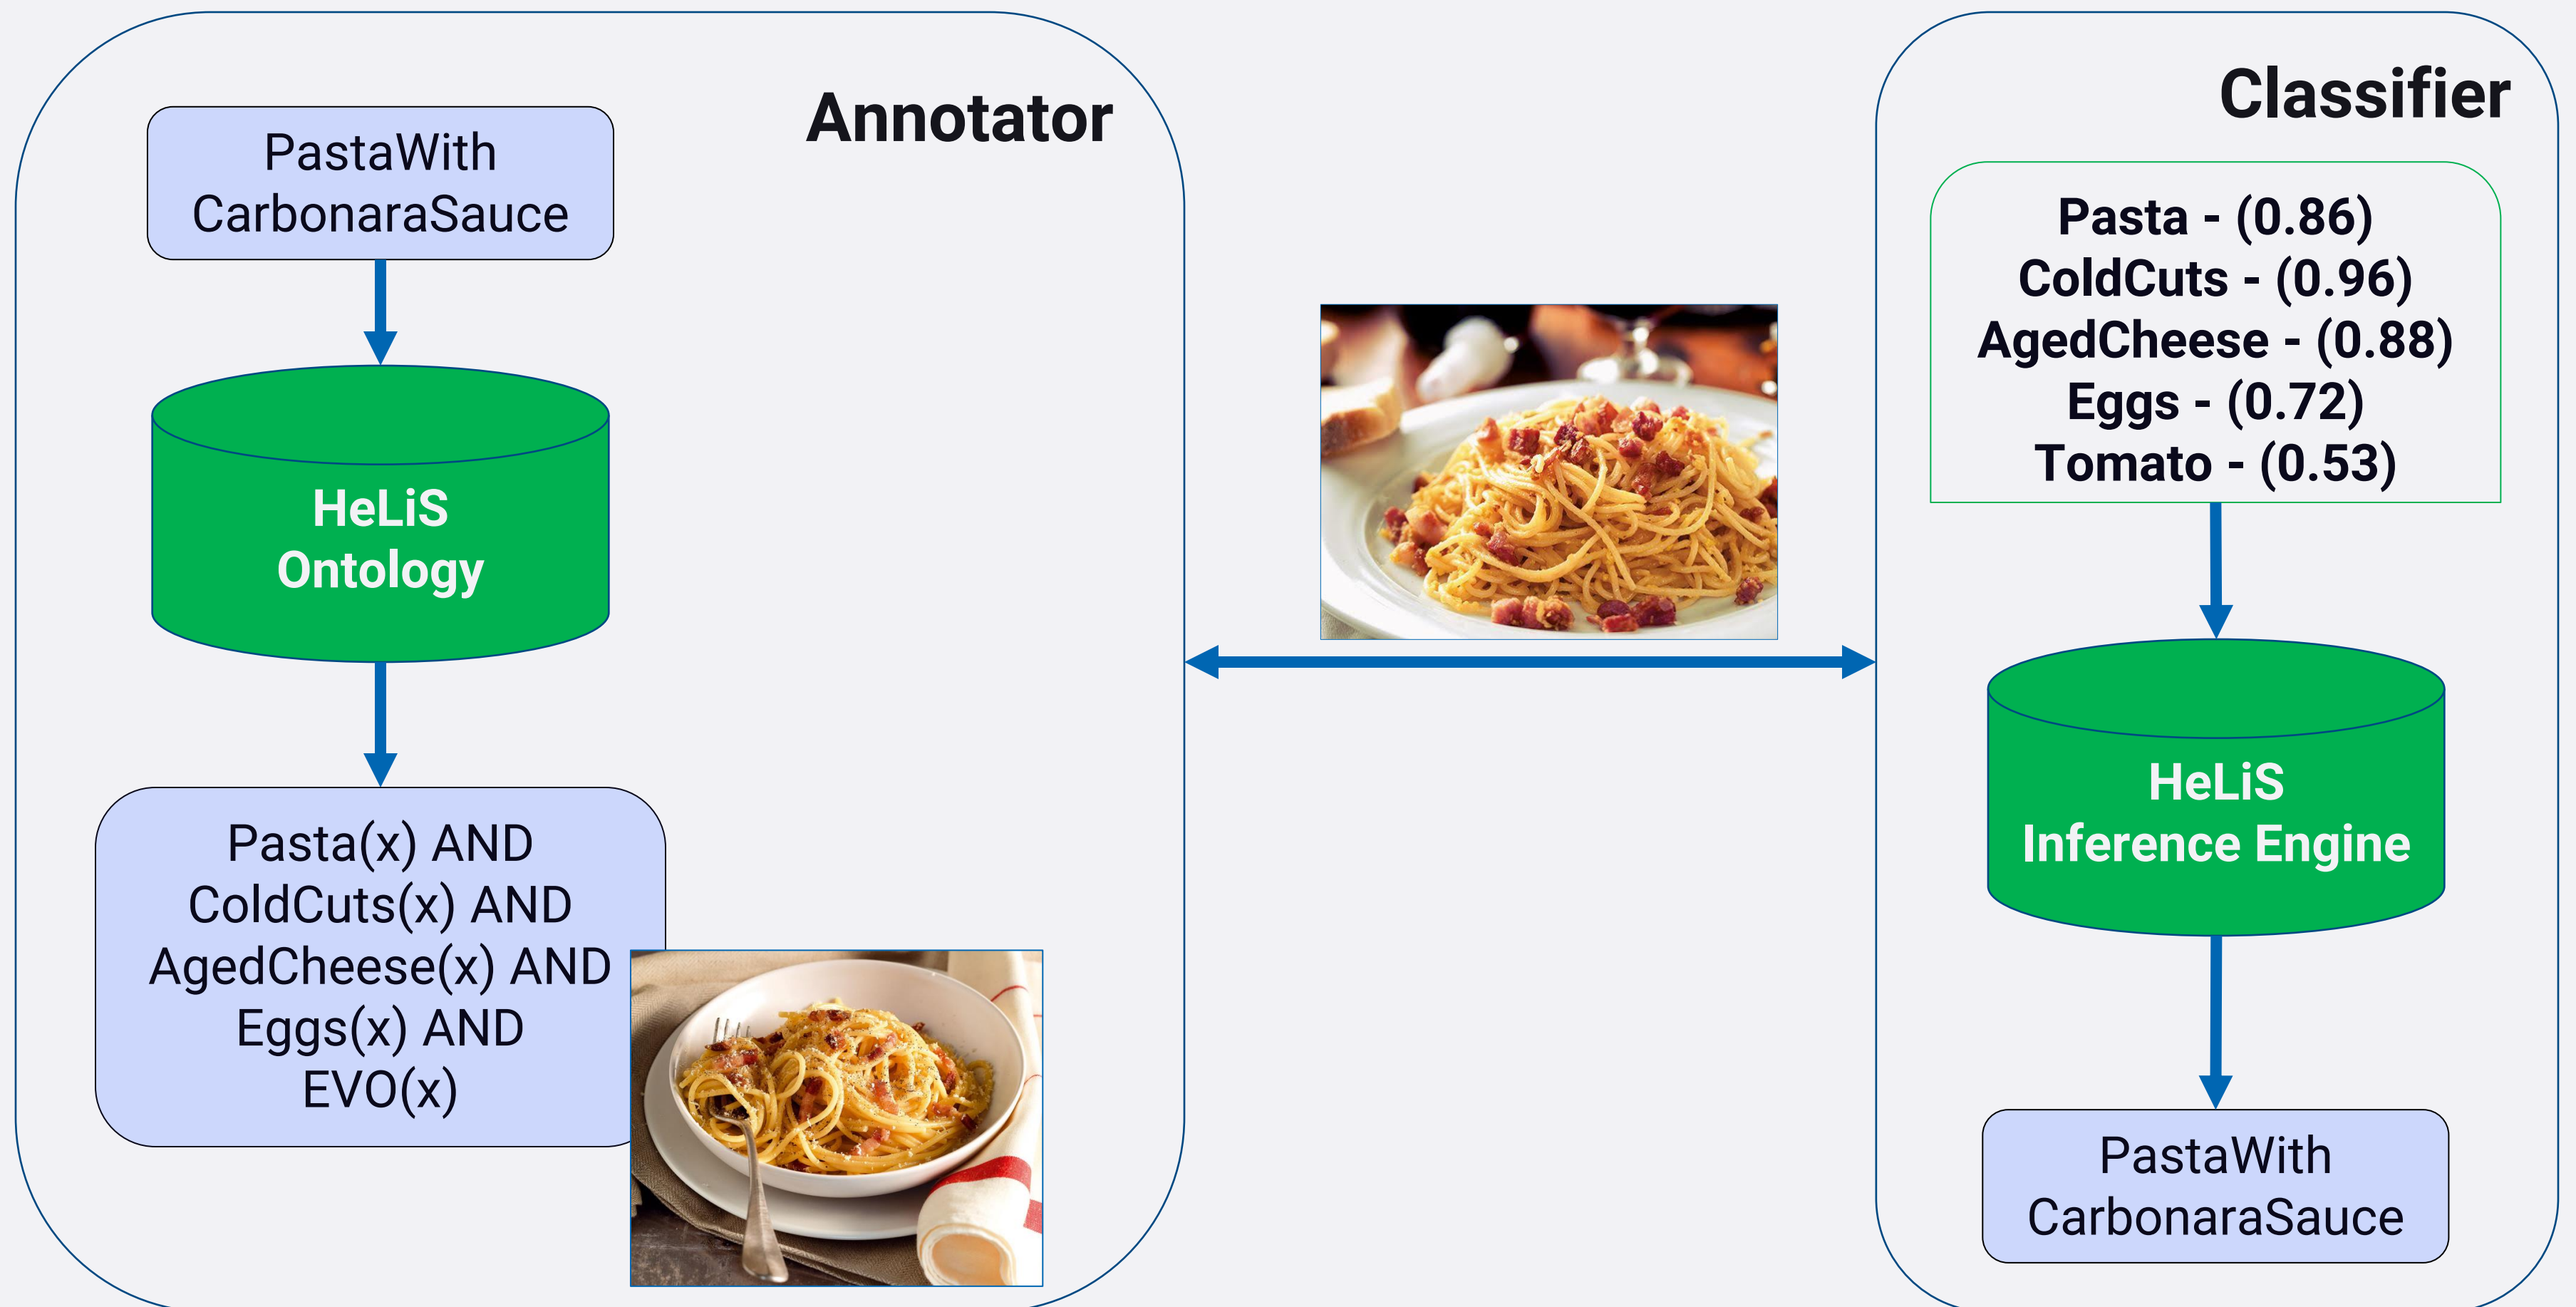 Annotator
PastaWith
CarbonaraSauce
HeLiS
Ontology
Pasta(x) AND
ColdCuts(x) AND
AgedCheese(x) AND
Eggs(x) AND
EVO(x)
Classifier
Pasta - (0.86)
ColdCuts - (0.96)
AgedCheese - (0.88)
Eggs - (0.72)
Tomato - (0.53)
HeLiS
Inference Engine
PastaWith
CarbonaraSauce